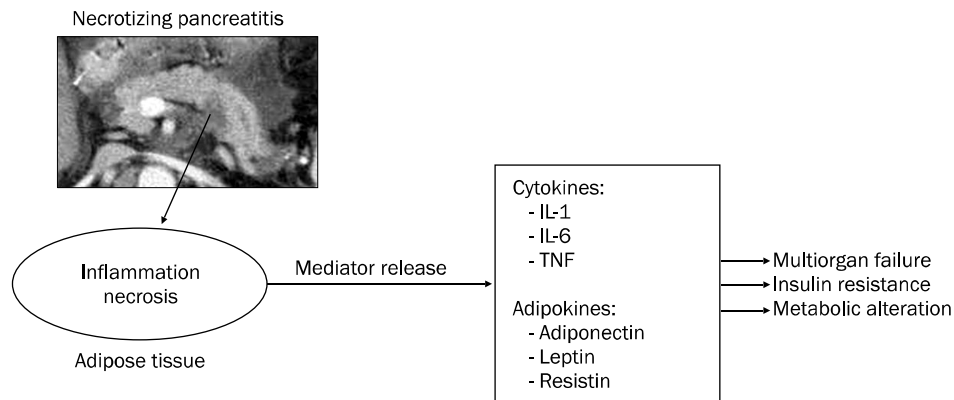 Necrotizing pancreatitis
Inflammation
necrosis
Adipose tissue
Mediator release
Cytokines:
- IL-1
- IL-6
- TNF
Adipokines:
- Adiponectin
- Leptin
- Resistin
Multiorgan failure
Insulin resistance
Metabolic alteration